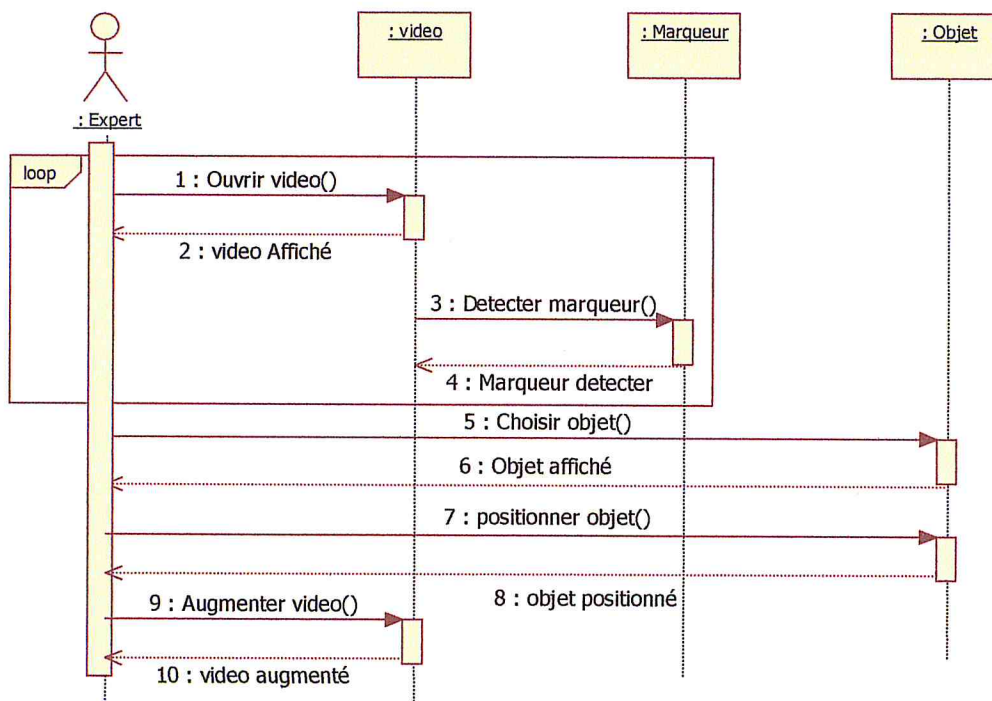 : video
: Marqueur
: Objet
: Expert
loop
1 : Ouvrir video()
2 : video Affiché
3 : Detecter marqueur()
4 : Marqueur detecter
5 : Choisir objet()
6 : Objet affiché
7 : positionner objet()
8 : objet positionné
9 : Augmenter video()
10 : video augmenté